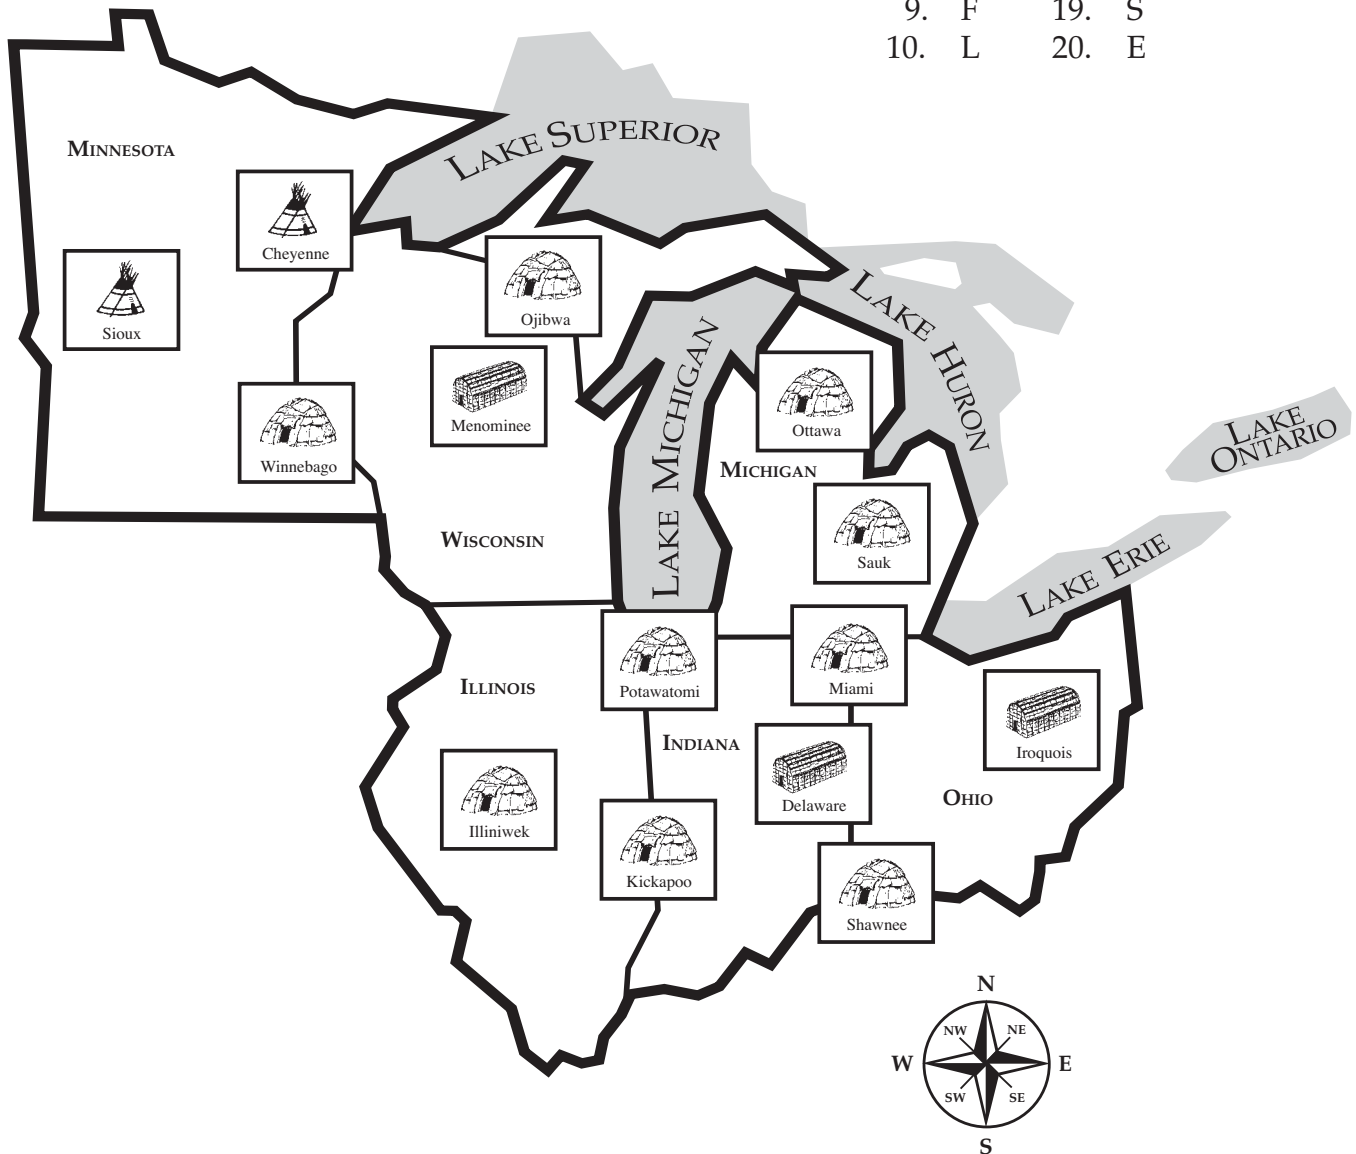 9. F 19. S
10. L 20. E
LAKE SUPERIOR
MINNESOTA
Cheyenne
Sioux
Ojibwa
LAKE HURON
LAKE MICHIGAN
Menominee
Ottawa
LAKE
ONTARIO
Winnebago
MICHIGAN
WISCONSIN
Sauk
LAKE ERIE
ILLINOIS
Potawatomi
Miami
INDIANA
Iroquois
Delaware
OHIO
Illiniwek
Kickapoo
Shawnee
N
NW NE
W E
SW SE
S